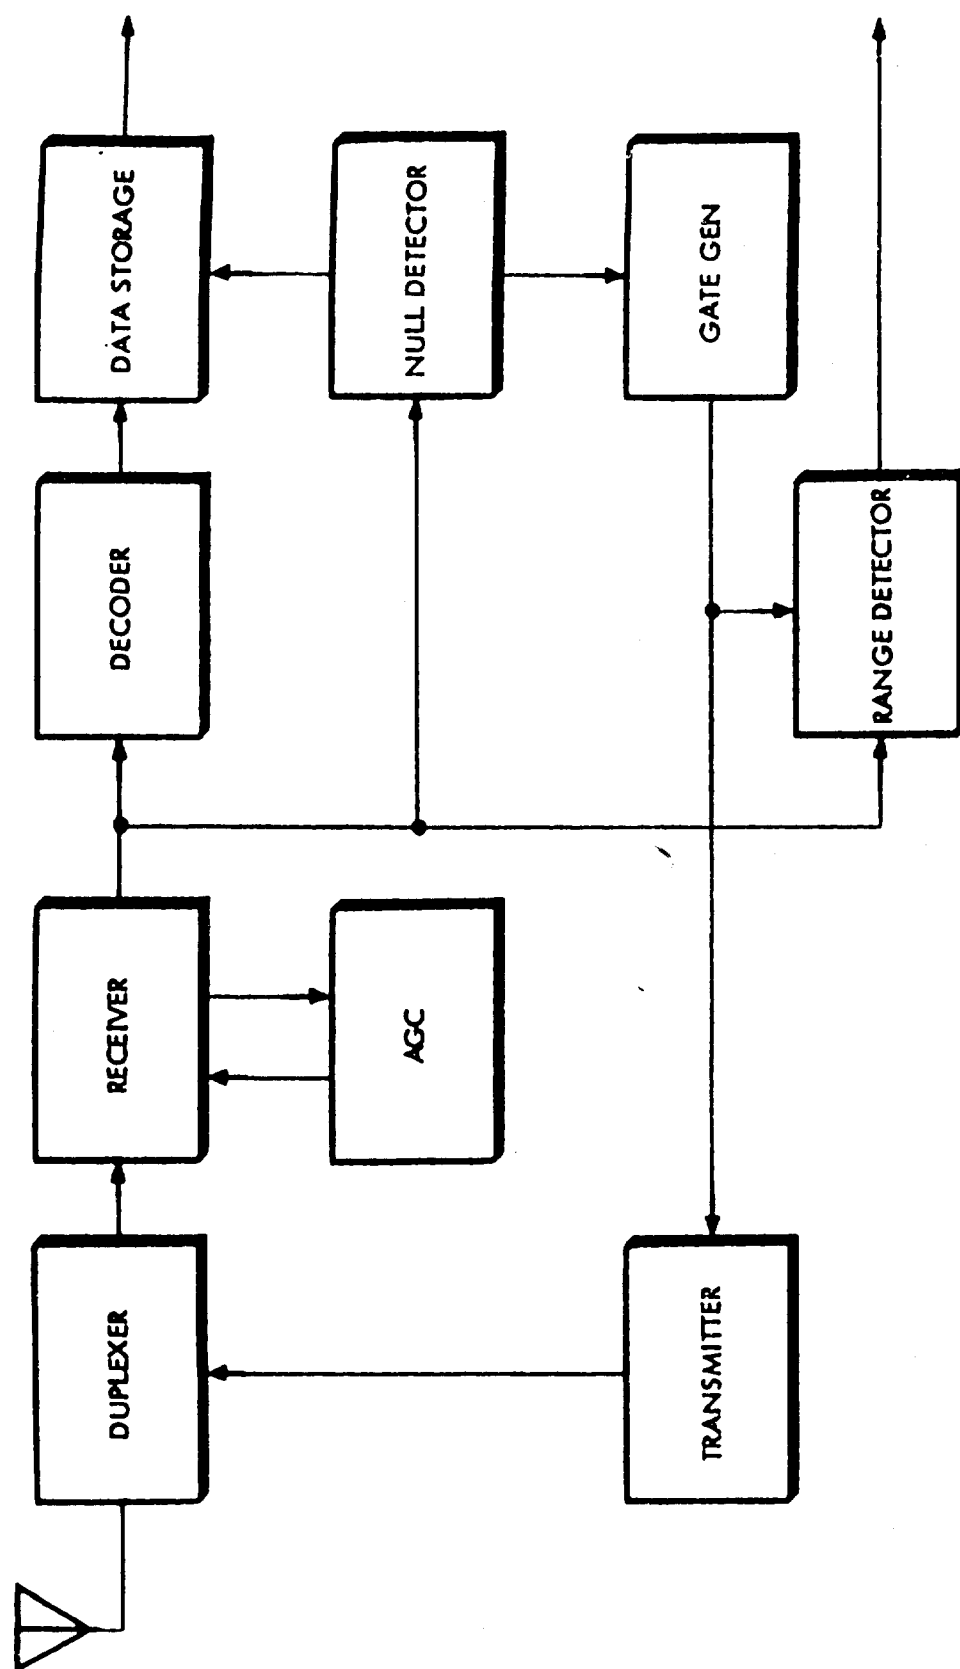 DUPLEXER
RECEIVER
DECODER
DATA STORAGE
AGC
NULL DETECTOR
TRANSMITTER
GATE GEN
RANGE DETECTOR